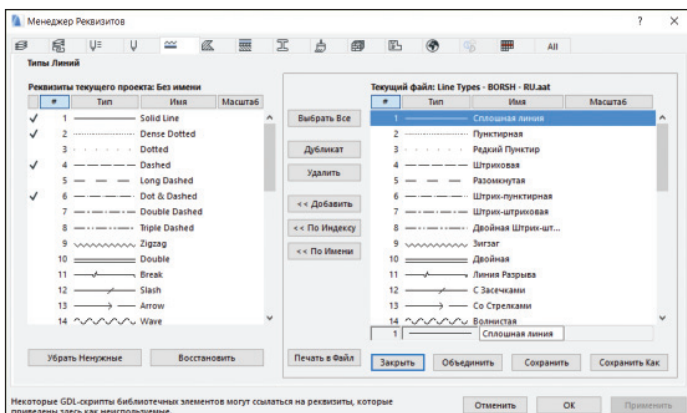 Менеджер Реквизитов
? ×
All
Типы Линий
Реквизиты текущего проекта: Без имени
# Тип Имя Масштаб
1 Solid Line
2 Dense Dotted
3 Dotted
4 Dashed
5 Long Dashed
6 Dot & Dashed
7 Double Dashed
8 Triple Dashed
9 Zigzag
10 Double
11 Break
12 Slash
13 Arrow
14 Wave
Убрать Ненужные Восстановить
Выбрать Все
Дубликат
Удалить
<< Добавить
<< По Индексу
<< По Имени
Печать в Файл
Текущий файл: Line Types - BORSH - RU.aat
# Тип Имя Масштаб
1 Сплошная линия
2 Пунктирная
3 Редкий Пунктир
4 Штриховая
5 Разомкнутая
6 Штрих-пунктирная
7 Штрих-штриховая
8 Двойная Штрих-шт...
9 Зигзаг
10 Двойная
11 Линия Разрыва
12 С Засечками
13 Со Стрелками
14 Волнистая
1 Сплошная линия
Закрыть Объединить Сохранить Сохранить Как
Некоторые GDL-скрипты библиотечных элементов могут ссылаться на реквизиты, которые
приведены здесь как неиспользуемые.
Отменить OK Применить